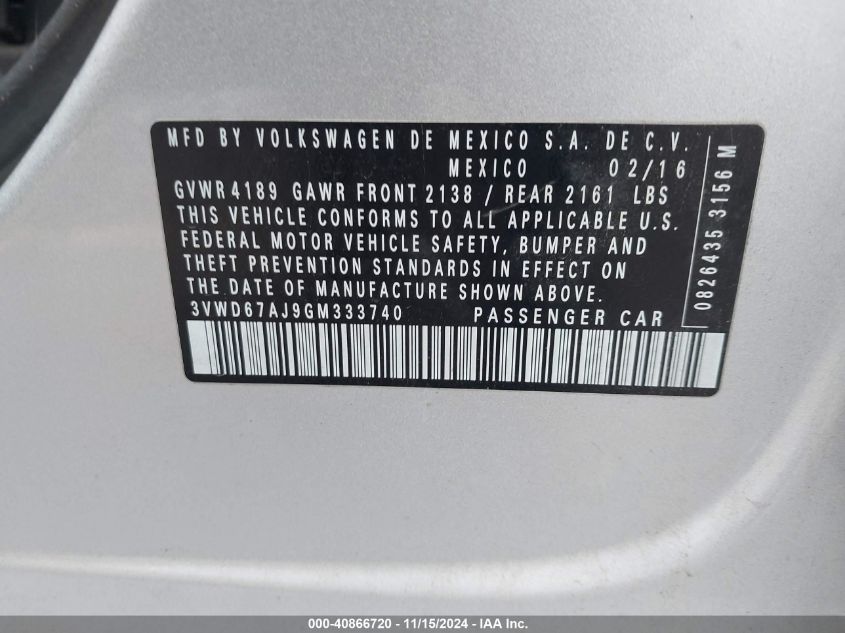 MFD BY VOLKSWAGEN DE MEXICO S.A. DE C.V.
MEXICO 02/16
GVWR 4189 GAWR FRONT 2138 / REAR 2161 LBS
THIS VEHICLE CONFORMS TO ALL APPLICABLE U.S.
FEDERAL MOTOR VEHICLE SAFETY, BUMPER AND
THEFT PREVENTION STANDARDS IN EFFECT ON
THE DATE OF MANUFACTURE SHOWN ABOVE.
3VWD67AJ9GM333740 PASSENGER CAR
0826435 3156 M
000-40866720 - 11/15/2024 - IAA Inc.